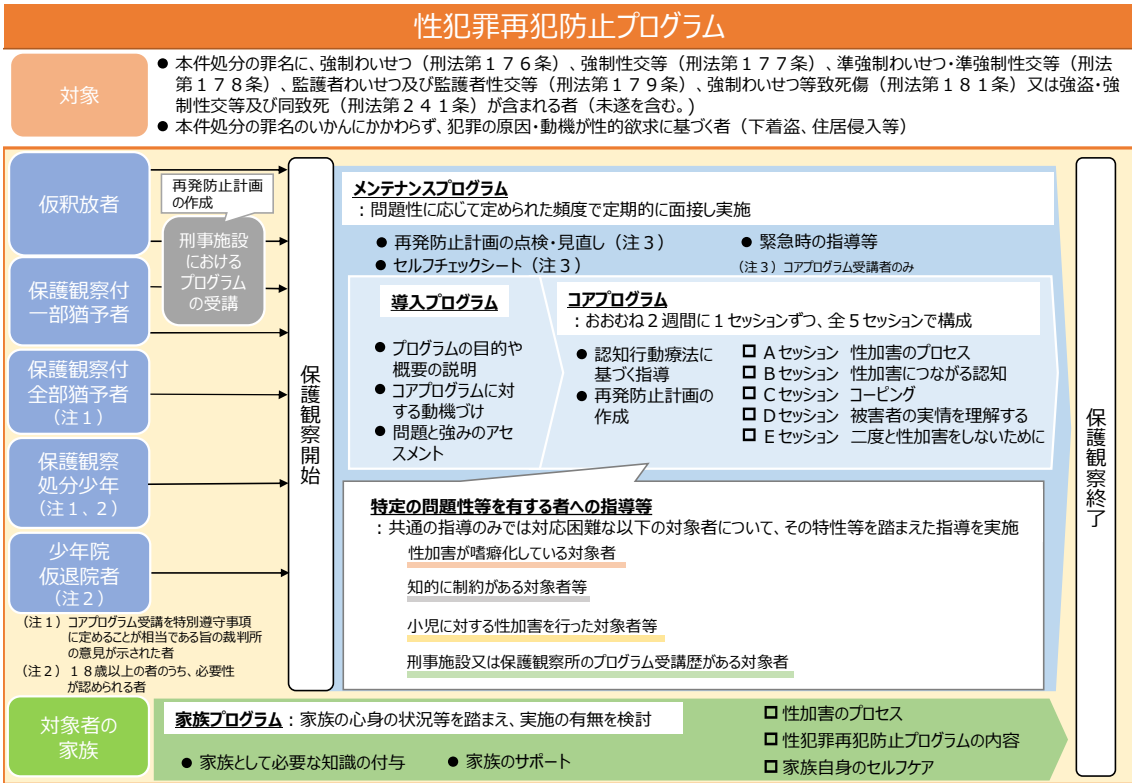 性犯罪再犯防止プログラム
対象
● 本件処分の罪名に、強制わいせつ（刑法第１７６条）、強制性交等（刑法第１７７条）、準強制わいせつ・準強制性交等（刑法
第１７８条）、監護者わいせつ及び監護者性交等（刑法第１７９条）、強制わいせつ等致死傷（刑法第１８１条）又は強盗・強
制性交等及び同致死（刑法第２４１条）が含まれる者（未遂を含む。）
● 本件処分の罪名のいかんにかかわらず、犯罪の原因・動機が性的欲求に基づく者（下着盗、住居侵入等）
仮釈放者
再発防止計画
の作成
刑事施設
における
プログラム
の受講
保護観察付
一部猶予者
保護観察付
全部猶予者
（注１）
保護観察
処分少年
（注１、２）
少年院
仮退院者
（注２）
（注１）コアプログラム受講を特別遵守事項
に定めることが相当である旨の裁判所
の意見が示された者
（注２）１８歳以上の者のうち、必要性
が認められる者
保護観察開始
メンテナンスプログラム
：問題性に応じて定められた頻度で定期的に面接し実施
● 再発防止計画の点検・見直し（注３）
● セルフチェックシート（注３）
● 緊急時の指導等
（注３）コアプログラム受講者のみ
導入プログラム
● プログラムの目的や
概要の説明
● コアプログラムに対
する動機づけ
● 問題と強みのアセ
スメント
コアプログラム
：おおむね２週間に１セッションずつ、全５セッションで構成
● 認知行動療法に
基づく指導
● 再発防止計画の
作成
□ Ａセッション 性加害のプロセス
□ Ｂセッション 性加害につながる認知
□ Ｃセッション コーピング
□ Ｄセッション 被害者の実情を理解する
□ Ｅセッション 二度と性加害をしないために
特定の問題性等を有する者への指導等
：共通の指導のみでは対応困難な以下の対象者について、その特性等を踏まえた指導を実施
性加害が嗜癖化している対象者
知的に制約がある対象者等
小児に対する性加害を行った対象者等
刑事施設又は保護観察所のプログラム受講歴がある対象者
保護観察終了
対象者の
家族
家族プログラム：家族の心身の状況等を踏まえ、実施の有無を検討
● 家族として必要な知識の付与
● 家族のサポート
□ 性加害のプロセス
□ 性犯罪再犯防止プログラムの内容
□ 家族自身のセルフケア